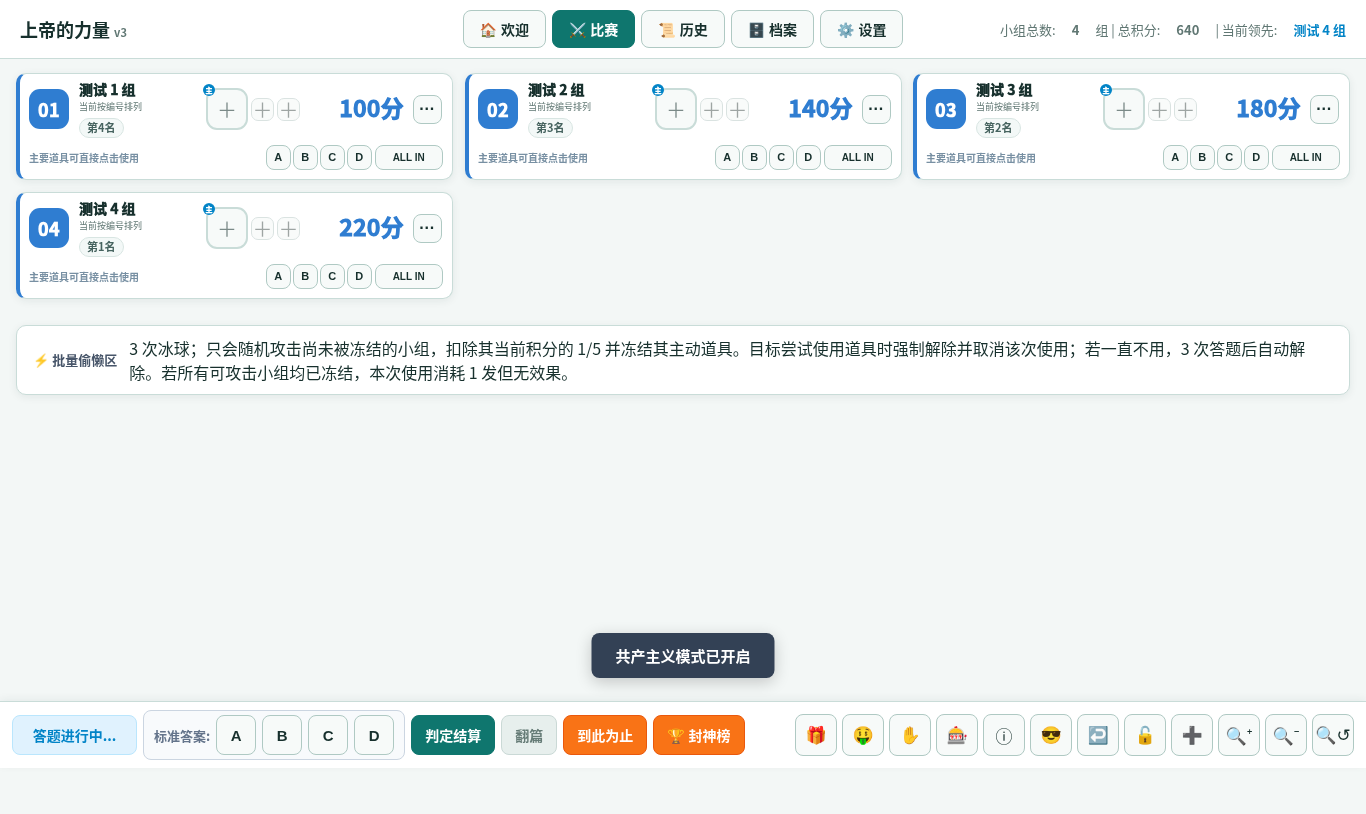 上帝的力量 v3
🏠 欢迎
⚔️ 比赛
📜 历史
🗄️ 档案
⚙️ 设置
小组总数: 4 组 | 总积分: 640 | 当前领先: 测试 4 组
01
测试 1 组
当前按编号排列
第4名
主
100分
...
主要道具可直接点击使用
A B C D ALL IN
02
测试 2 组
当前按编号排列
第3名
主
140分
...
主要道具可直接点击使用
A B C D ALL IN
03
测试 3 组
当前按编号排列
第2名
主
180分
...
主要道具可直接点击使用
A B C D ALL IN
04
测试 4 组
当前按编号排列
第1名
主
220分
...
主要道具可直接点击使用
A B C D ALL IN
⚡ 批量偷懒区
3 次冰球；只会随机攻击尚未被冻结的小组，扣除其当前积分的 1/5 并冻结其主动道具。目标尝试使用道具时强制解除并取消该次使用；若一直不用，3 次答题后自动解
除。若所有可攻击小组均已冻结，本次使用消耗 1 发但无效果。
共产主义模式已开启
答题进行中...
标准答案: A B C D
判定结算
翻篇
到此为止
🏆 封神榜